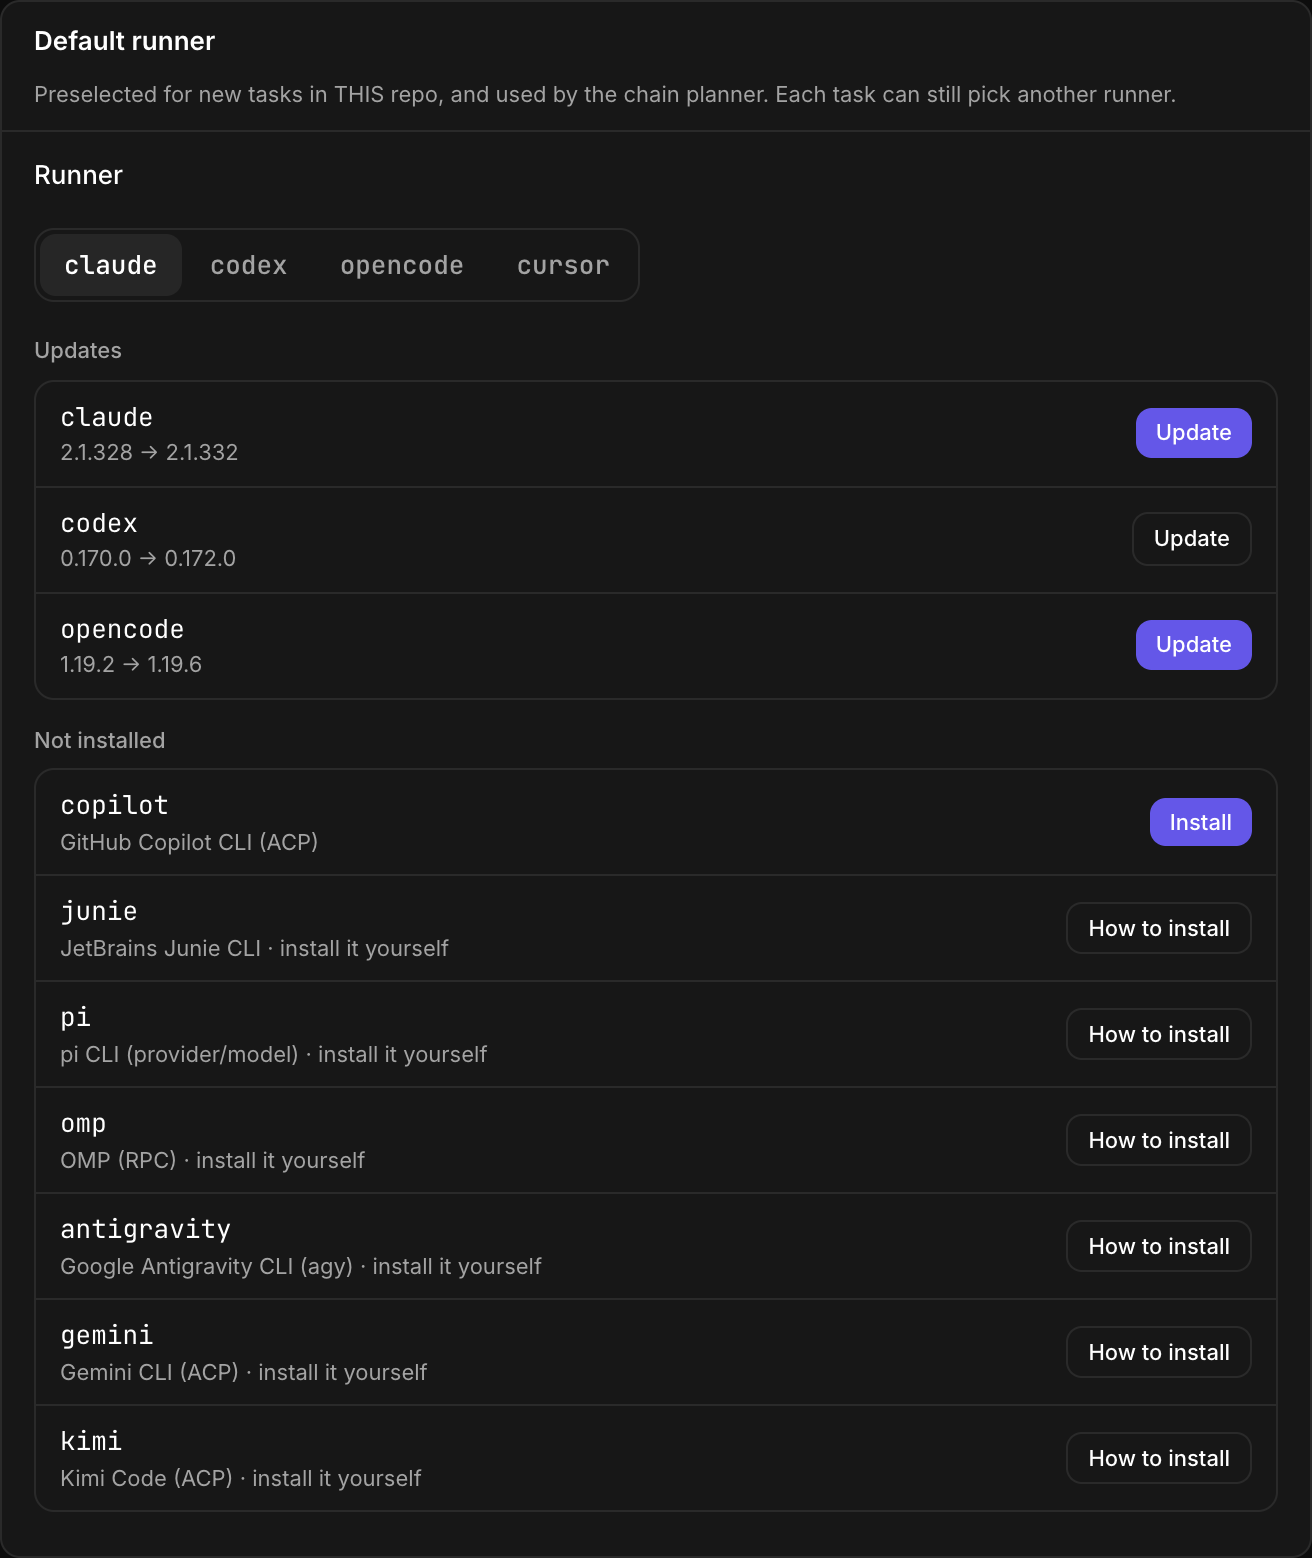 Default runner
Preselected for new tasks in THIS repo, and used by the chain planner. Each task can still pick another runner.
Runner
claude codex opencode cursor
Updates
claude
2.1.328 → 2.1.332
Update
codex
0.170.0 → 0.172.0
Update
opencode
1.19.2 → 1.19.6
Update
Not installed
copilot
GitHub Copilot CLI (ACP)
Install
junie
JetBrains Junie CLI · install it yourself
How to install
pi
pi CLI (provider/model) · install it yourself
How to install
omp
OMP (RPC) · install it yourself
How to install
antigravity
Google Antigravity CLI (agy) · install it yourself
How to install
gemini
Gemini CLI (ACP) · install it yourself
How to install
kimi
Kimi Code (ACP) · install it yourself
How to install